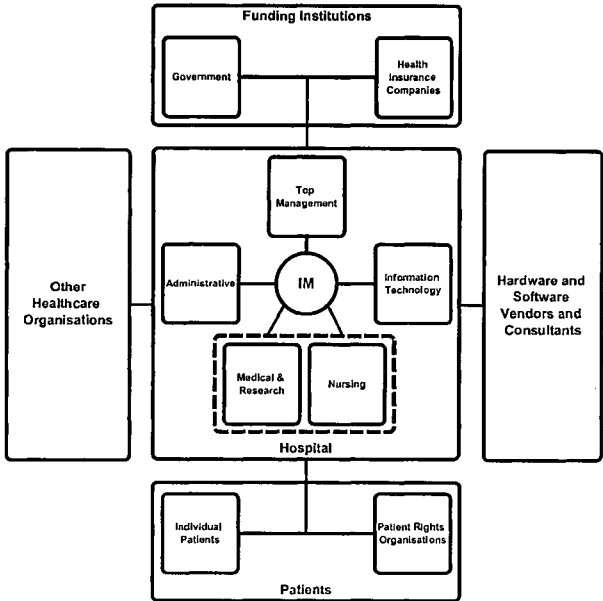 Funding Institutions
Government
Health
Insurance
Companies
Top
Management
Other
Healthcare
Organisations
Administrative
IM
Information
Technology
Hardware and
Software
Vendors and
Consultants
Medical &
Research
Nursing
Hospital
Individual
Patients
Patient Rights
Organisations
Patients